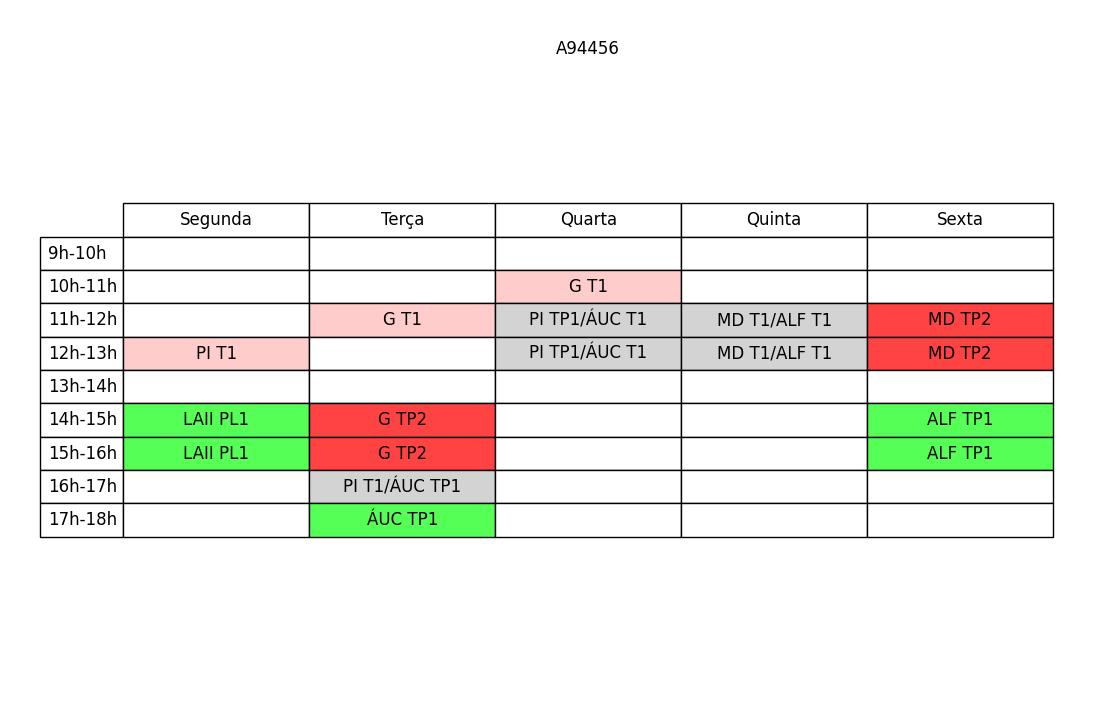 A94456
Segunda Terça Quarta Quinta Sexta
9h-10h
10h-11h G T1
11h-12h G T1 PI TP1/ÁUC T1 MD T1/ALF T1 MD TP2
12h-13h PI T1 PI TP1/ÁUC T1 MD T1/ALF T1 MD TP2
13h-14h
14h-15h LAII PL1 G TP2 ALF TP1
15h-16h LAII PL1 G TP2 ALF TP1
16h-17h PI T1/ÁUC TP1
17h-18h ÁUC TP1